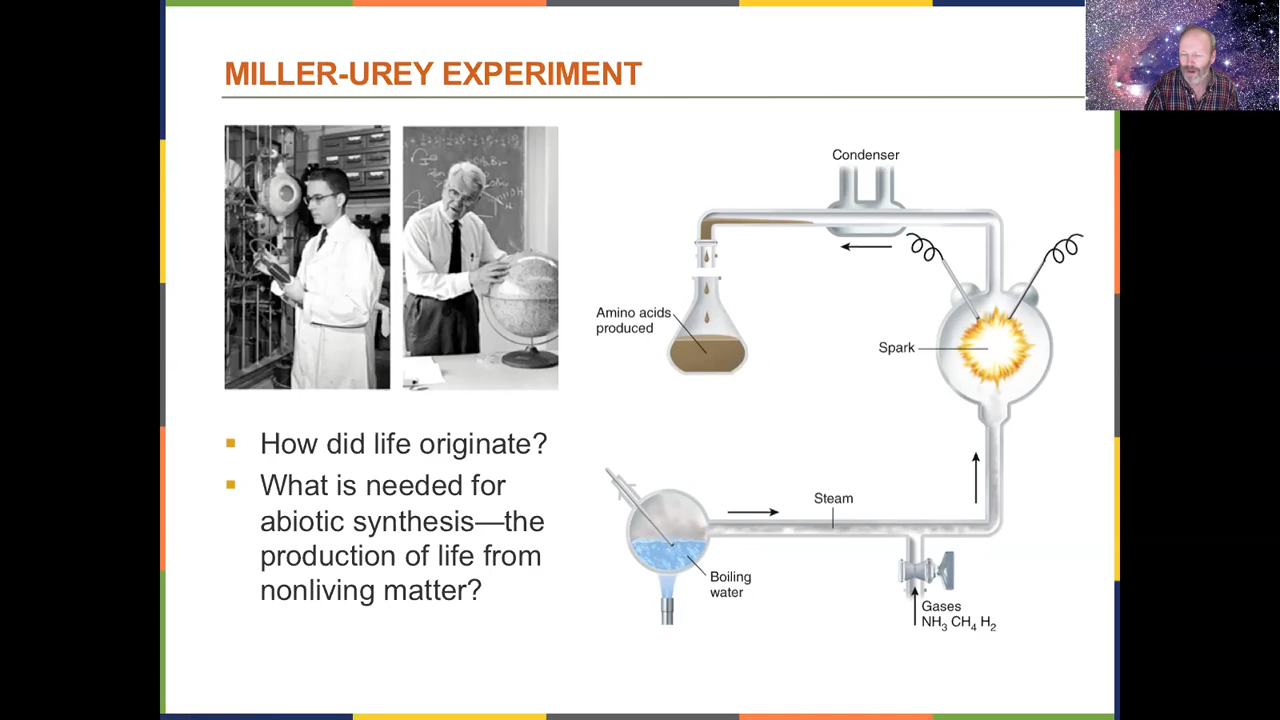 MILLER-UREY EXPERIMENT
How did life originate?
What is needed for
abiotic synthesis—the
production of life from
nonliving matter?
Condenser
Amino acids
produced
Spark
Steam
Boiling
water
Gases
NH3 CH4 H2